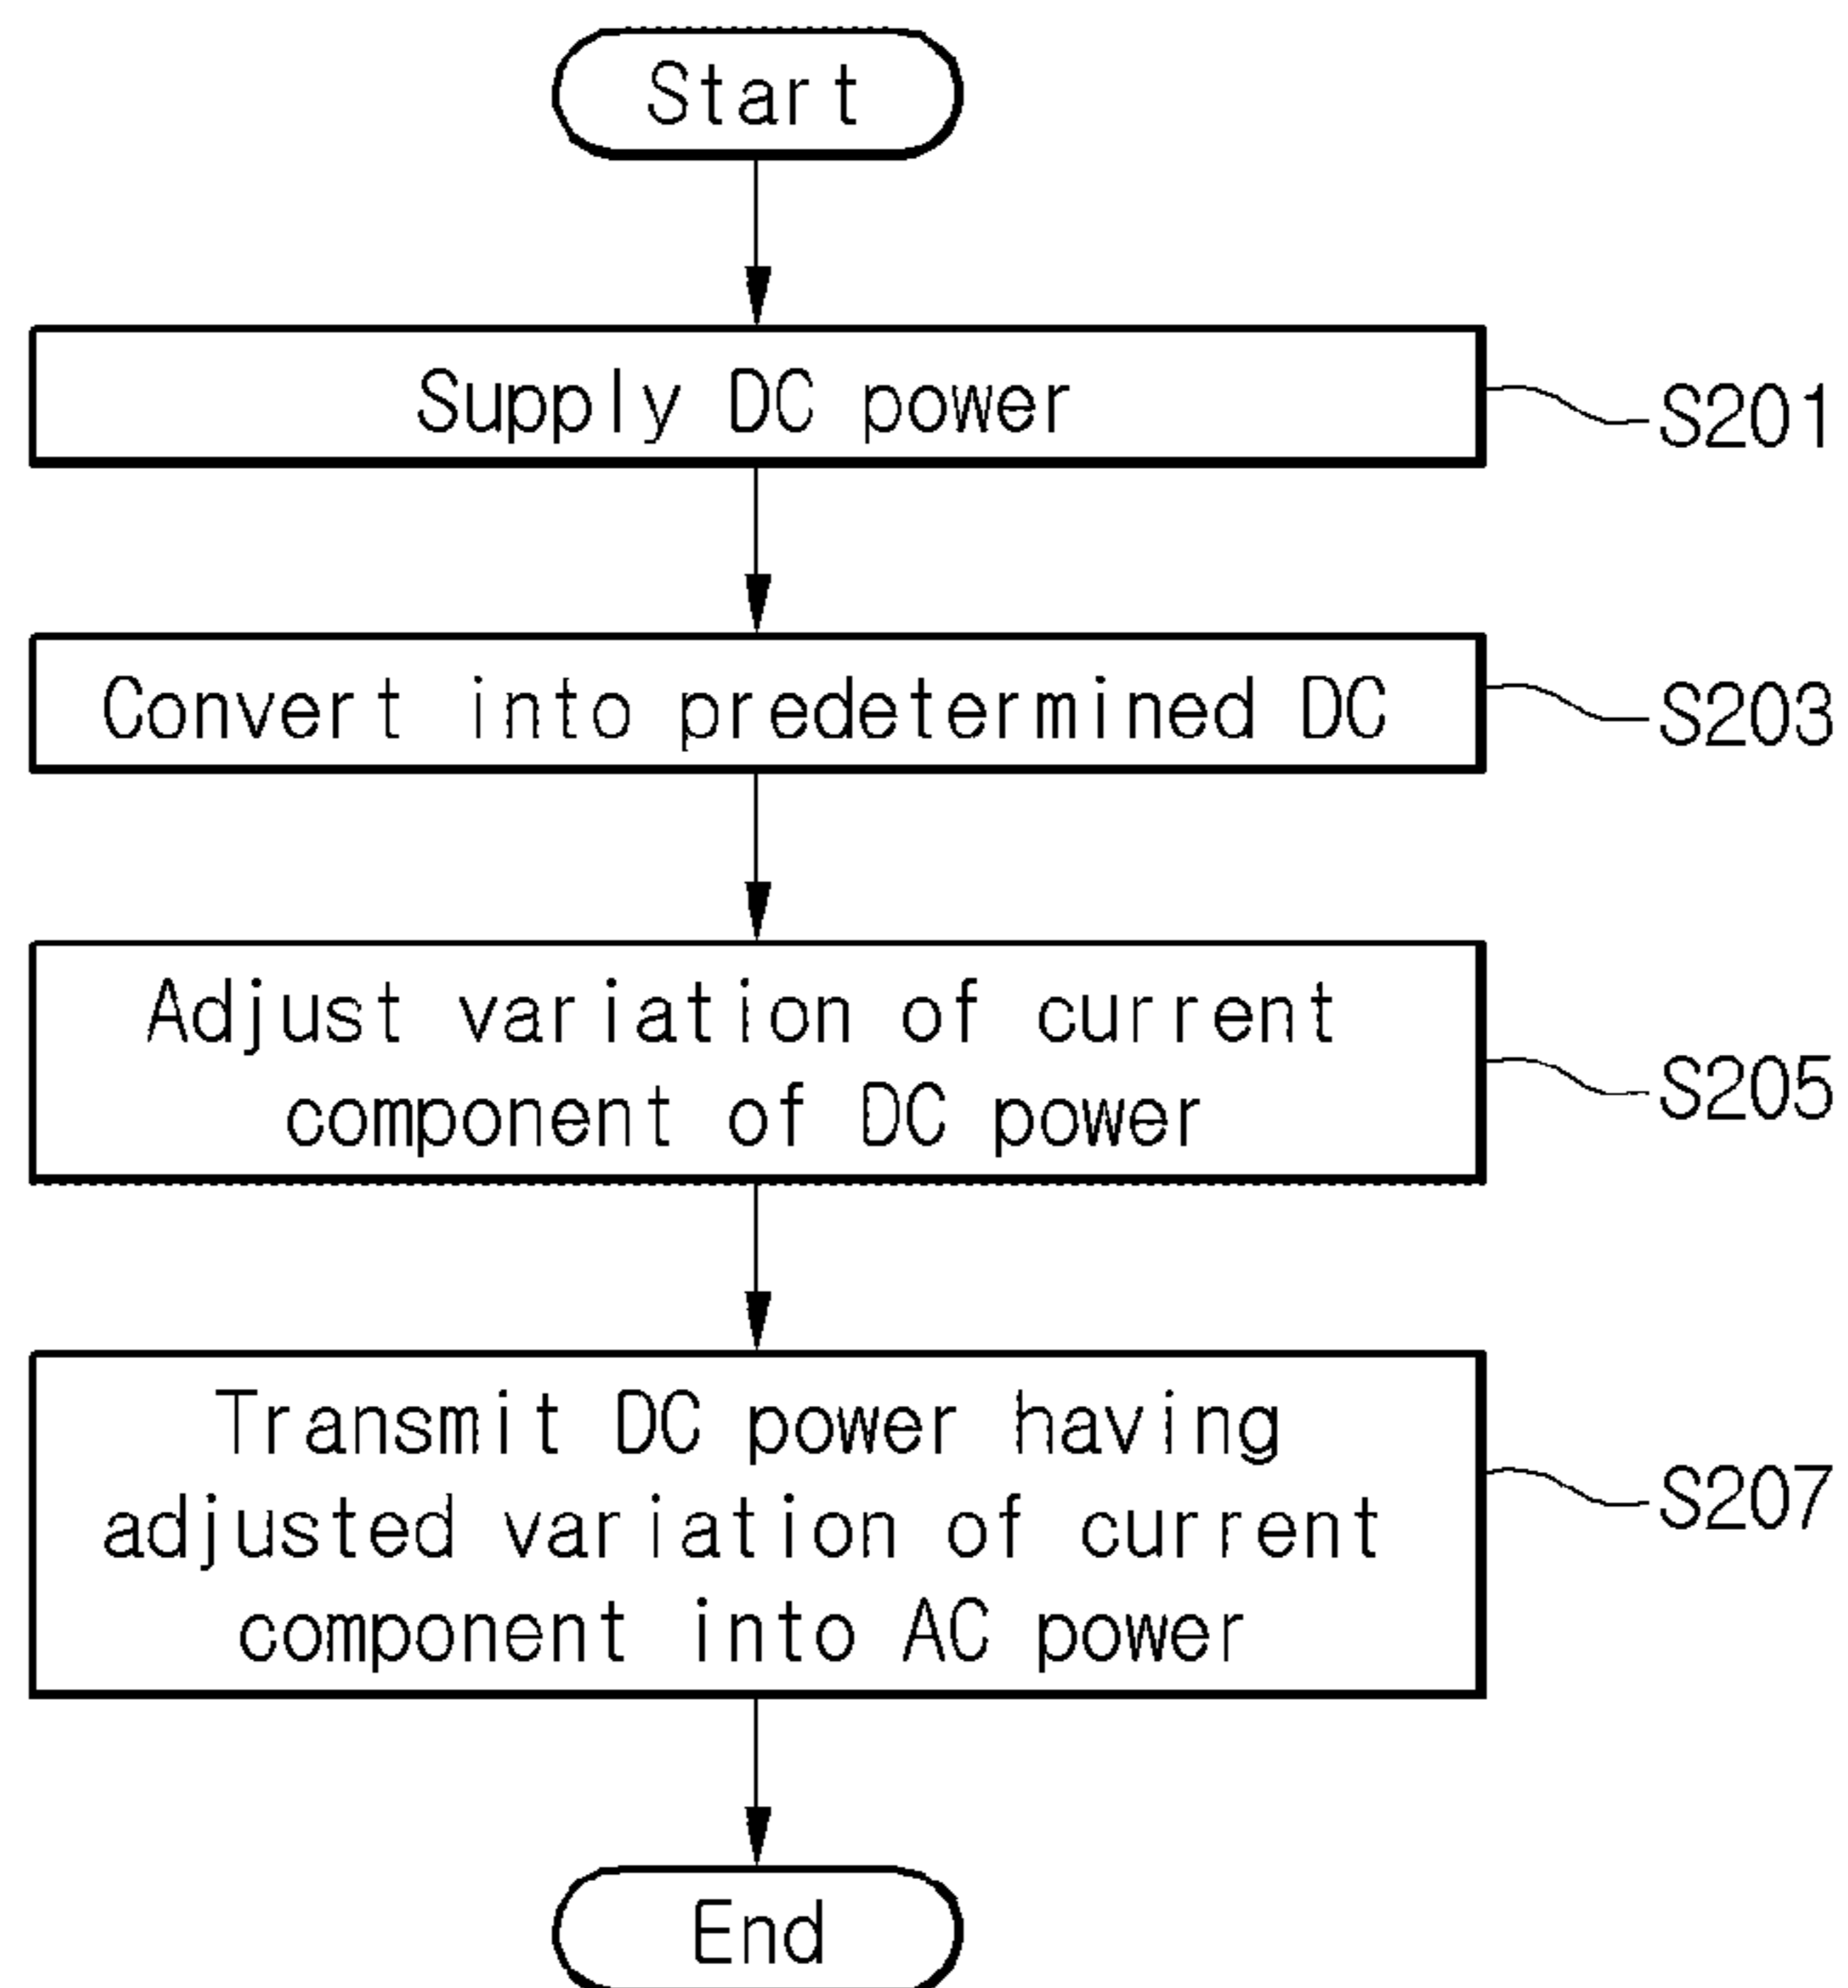 Start
Supply DC power
S201
Convert into predetermined DC
S203
Adjust variation of current
component of DC power
S205
Transmit DC power having
adjusted variation of current
component into AC power
S207
End